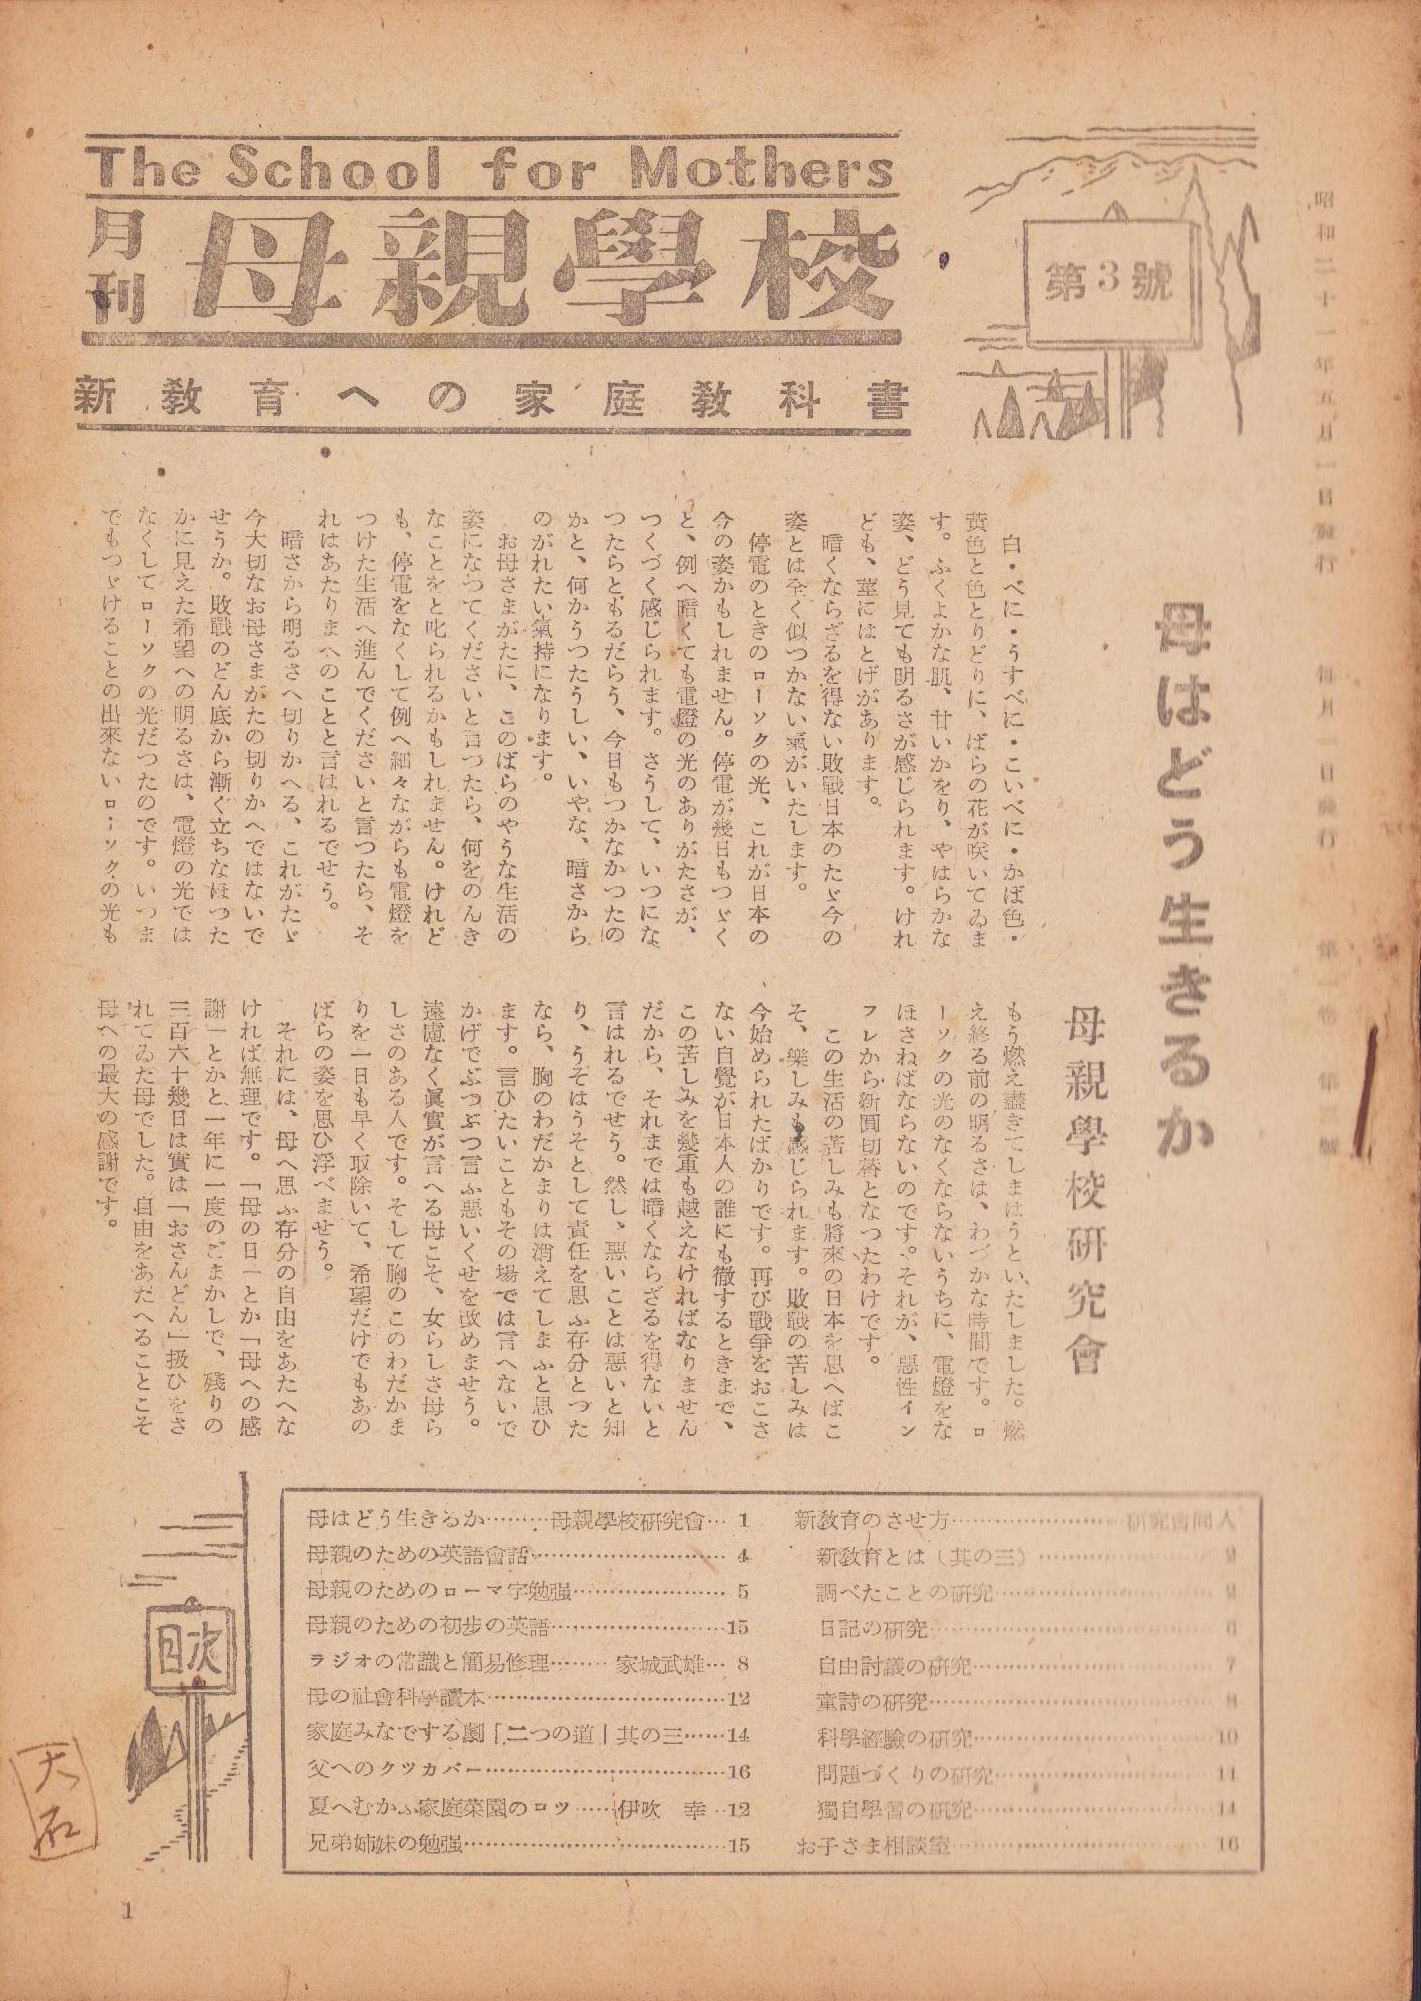 The School for Mothers
月刊 母親學校
新教育への家庭教科書
第3號
昭和二十一年五月一日發行 毎月一日發行
母はどう生きるか
母親學校研究會
白・べに・うすべに・こいべに・かば色・
黄色と色とりどりに、ばらの花が咲いてゐま
す。ふくよかな肌、甘いかをり、やはらかな
姿、どう見ても明るさが感じられます。けれ
ども、莖にはとげがあります。
暗くならざるを得ない敗戰日本のたゞ今の
姿とは全く似つかない氣がいたします。
停電のときのローソクの光、これが日本の
今の姿かもしれません。停電が幾日もつゞく
と、例へ暗くても電燈の光のありがたさが、
つくづく感じられます。さうして、いつにな
つたらともるだらう、今日もつかなかつたの
かと、何かうつたうしい、いやな、暗さから
のがれたい氣持になります。
お母さまがたに、このばらのやうな生活の
姿になつてくださいと言つたら、何をのんき
なことをと叱られるかもしれません。けれど
も、停電をなくして例へ細々ながらも電燈を
つけた生活へ進んでくださいと言つたら、そ
れはあたりまへのことと言はれるでせう。
暗さから明るさへ切りかへる、これがたゞ
今大切なお母さまがたの切りかへではないで
せうか。敗戰のどん底から漸く立ちなほつた
かに見えた希望への明るさは、電燈の光では
なくしてローソクの光だつたのです。いつま
でもつゞけることの出來ないローソクの光も
もう燃え盡きてしまはうといたしました。燃
え終る前の明るさは、わづかな時間です。ロ
ーソクの光のなくならないうちに、電燈をな
ほさねばならないのです。それが、惡性イン
フレから新圓切替となつたわけです。
この生活の苦しみも將來の日本を思へばこ
そ、樂しみも感じられます。敗戰の苦しみは
今始められたばかりです。再び戰爭をおこさ
ない自覺が日本人の誰にも徹するときまで、
この苦しみを幾重も越えなければなりません
だから、それまでは暗くならざるを得ないと
言はれるでせう。然し、惡いことは惡いと知
り、うそはうそとして責任を思ふ存分とつた
なら、胸のわだかまりは消えてしまふと思ひ
ます。言ひたいこともその場では言へないで
かげでぶつぶつ言ふ惡いくせを改めませう。
遠慮なく眞實が言へる母こそ、女らしさ母ら
しさのある人です。そして胸のこのわだかま
りを一日も早く取除いて、希望だけでもあの
ばらの姿を思ひ浮べませう。
それには、母へ思ふ存分の自由をあたへな
ければ無理です。「母の日」とか「母への感
謝」とかと、一年に一度のごまかしで、殘りの
三百六十幾日は實は「おさんどん」扱ひをさ
れてゐた母でした。自由をあたへることこそ
母への最大の感謝です。
目次
母はどう生きるか………母親學校研究會… 1
母親のための英語會話……………………… 4
母親のためのローマ字勉强………………… 5
母親のための初步の英語……………………15
ラジオの常識と簡易修理………家城武雄… 8
母の社會科學讀本……………………………12
家庭みなでする劇「二つの道」其の三……14
父へのクツカバー……………………………16
夏へむかふ家庭菜園のコツ……伊吹 幸…12
兄弟姉妹の勉强………………………………15
新教育のさせ方…………………研究會同人
新教育とは(其の三)………………………
調べたことの研究……………………………
日記の研究……………………………………6
自由討議の研究………………………………7
童詩の研究……………………………………8
科學經驗の研究………………………………10
問題づくりの研究……………………………11
獨自學習の研究………………………………14
お子さま相談室………………………………16
大石
1